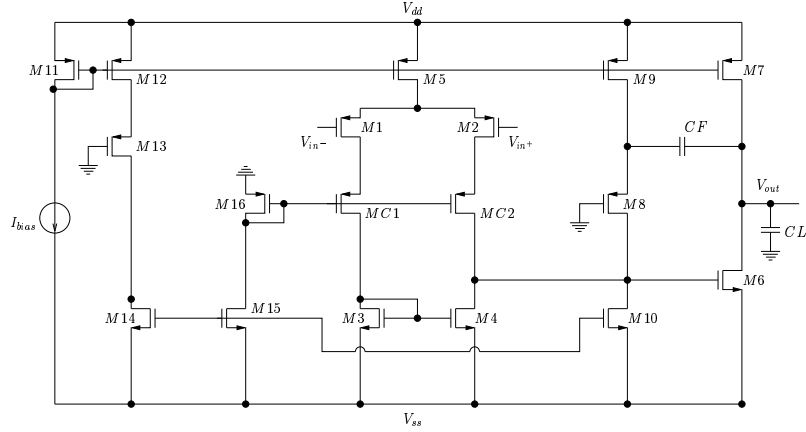 V_dd
M11
M12
M5
M9
M7
M13
M1
M2
CF
V_in−
V_in+
V_out
M16
MC1
MC2
M8
I_bias
CL
M6
M14
M15
M3
M4
M10
V_ss